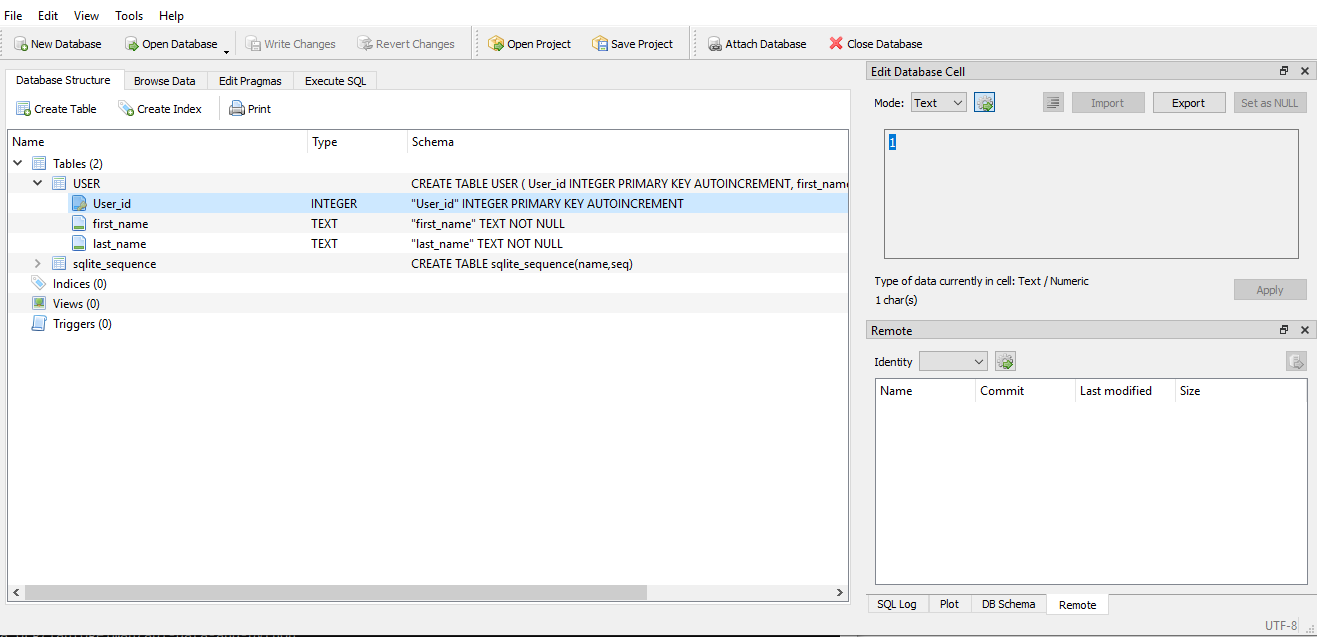 File Edit View Tools Help
New Database Open Database Write Changes Revert Changes Open Project Save Project Attach Database Close Database
Database Structure Browse Data Edit Pragmas Execute SQL
Create Table Create Index Print
Name Type Schema
Tables (2)
USER CREATE TABLE USER ( User_id INTEGER PRIMARY KEY AUTOINCREMENT, first_name
User_id INTEGER "User_id" INTEGER PRIMARY KEY AUTOINCREMENT
first_name TEXT "first_name" TEXT NOT NULL
last_name TEXT "last_name" TEXT NOT NULL
sqlite_sequence CREATE TABLE sqlite_sequence(name,seq)
Indices (0)
Views (0)
Triggers (0)
Edit Database Cell
Mode: Text Import Export Set as NULL
1
Type of data currently in cell: Text / Numeric
1 char(s)
Apply
Remote
Identity
Name Commit Last modified Size
SQL Log Plot DB Schema Remote
UTF-8